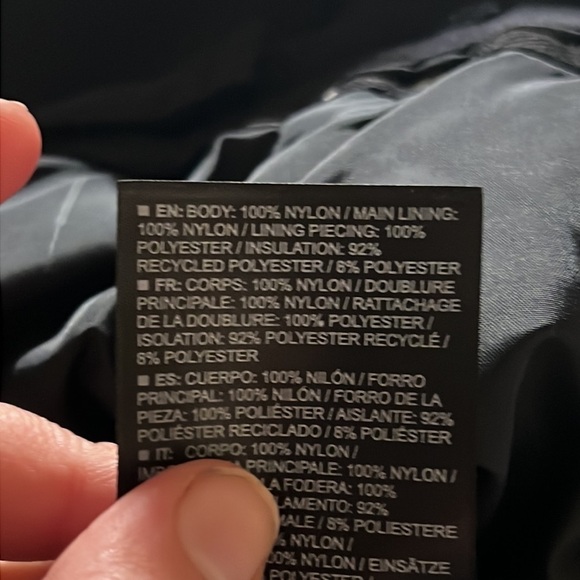 ■ EN: BODY: 100% NYLON / MAIN LINING:
100% NYLON / LINING PIECING: 100%
POLYESTER / INSULATION: 92%
RECYCLED POLYESTER / 8% POLYESTER
■ FR: CORPS: 100% NYLON / DOUBLURE
PRINCIPALE: 100% NYLON / RATTACHAGE
DE LA DOUBLURE: 100% POLYESTER /
ISOLATION: 92% POLYESTER RECYCLÉ /
8% POLYESTER
■ ES: CUERPO: 100% NILÓN / FORRO
PRINCIPAL: 100% NILÓN / FORRO DE LA
PIEZA: 100% POLIÉSTER / AISLANTE: 92%
POLIÉSTER RECICLADO / 8% POLIÉSTER
■ IT: CORPO: 100% NYLON /
PRINCIPALE: 100% NYLON /
LA FODERA: 100%
92%
/ 8% POLIESTERE
NYLON /
NYLON / EINSÄTZE
POLYESTER /